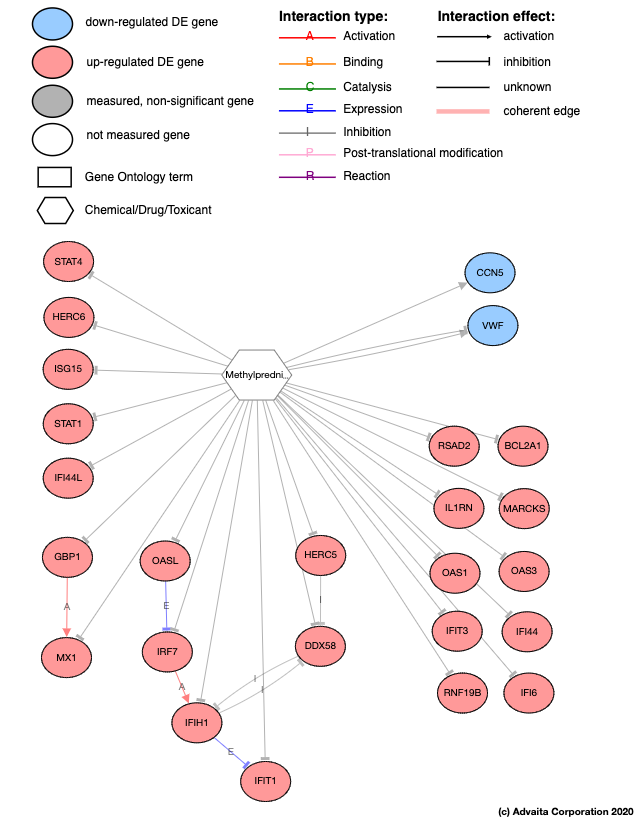 down-regulated DE gene
up-regulated DE gene
measured, non-significant gene
not measured gene
Gene Ontology term
Chemical/Drug/Toxicant
Interaction type:
A Activation
B Binding
C Catalysis
E Expression
I Inhibition
P Post-translational modification
R Reaction
Interaction effect:
activation
inhibition
unknown
coherent edge
STAT4
CCN5
HERC6
VWF
ISG15
Methylpredni...
STAT1
RSAD2
BCL2A1
IFI44L
IL1RN
MARCKS
GBP1
OASL
HERC5
OAS1
OAS3
A
E
I
IFIT3
IFI44
MX1
IRF7
DDX58
A
I
I
RNF19B
IFI6
IFIH1
E
IFIT1
(c) Advaita Corporation 2020